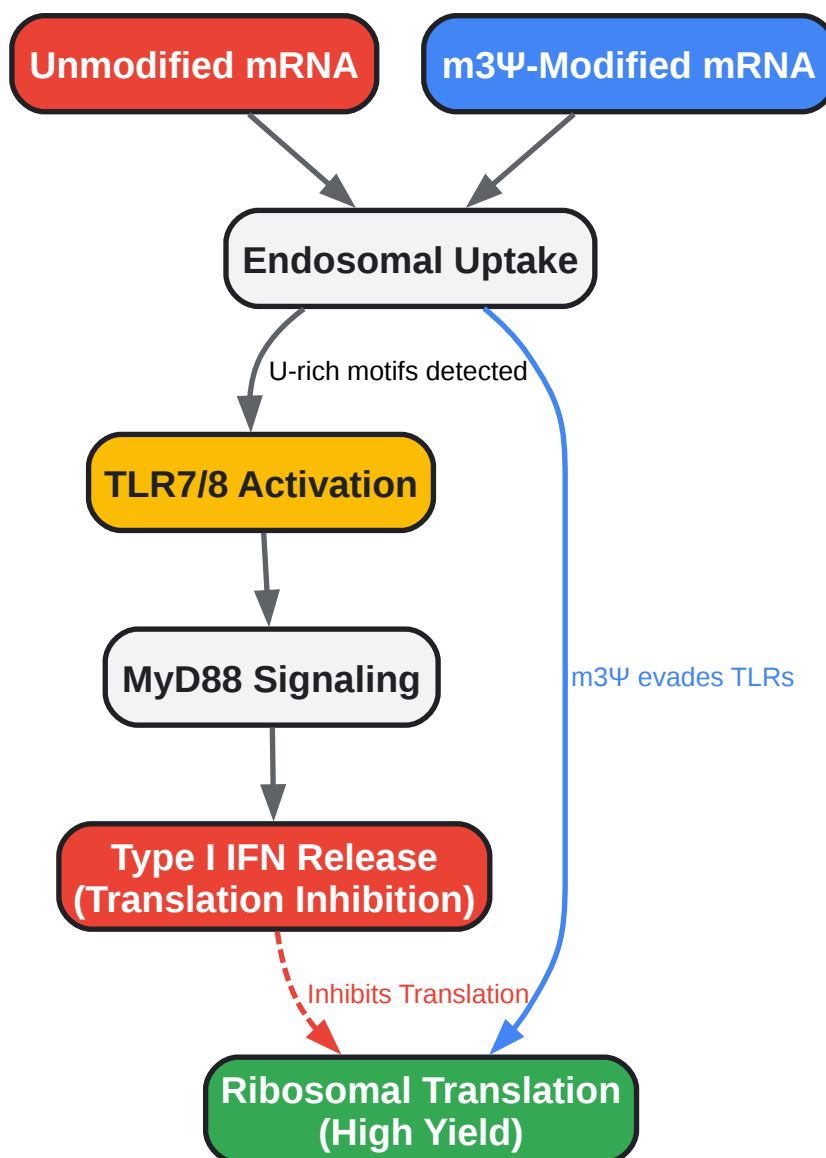 Unmodified mRNA
m3Ψ-Modified mRNA
Endosomal Uptake
U-rich motifs detected
TLR7/8 Activation
MyD88 Signaling
m3Ψ evades TLRs
Type I IFN Release
(Translation Inhibition)
Inhibits Translation
Ribosomal Translation
(High Yield)